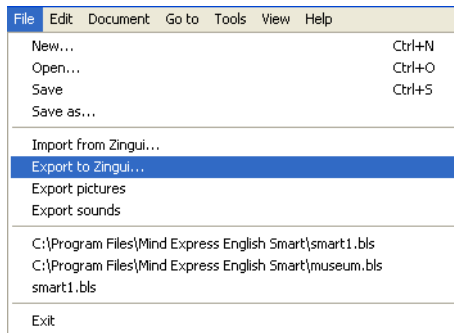 File Edit Document Go to Tools View Help
New... Ctrl+N
Open... Ctrl+O
Save Ctrl+S
Save as...
Import from Zingui...
Export to Zingui...
Export pictures
Export sounds
C:\Program Files\Mind Express English Smart\smart1.bls
C:\Program Files\Mind Express English Smart\museum.bls
smart1.bls
Exit